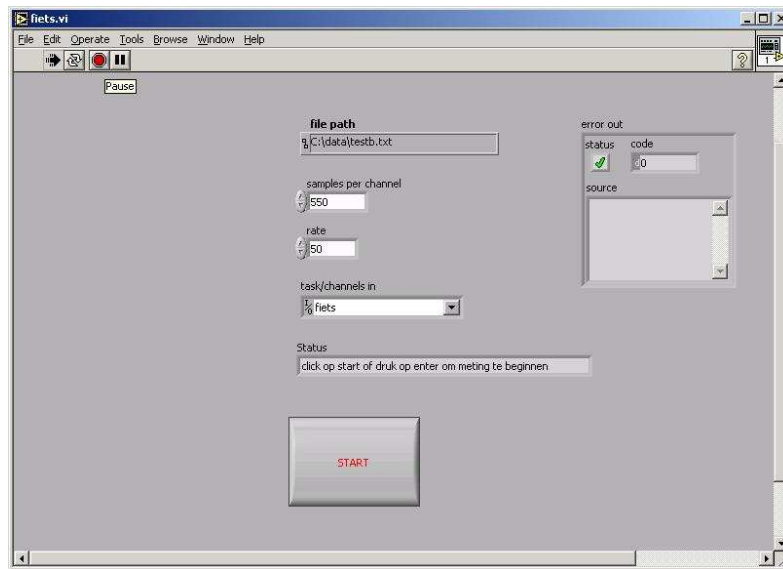 fiets.vi
File Edit Operate Tools Browse Window Help
1
Pause
file path
C:\data\testb.txt
samples per channel
550
rate
50
task/channels in
fiets
Status
click op start of druk op enter om meting te beginnen
START
error out
status code
0
source